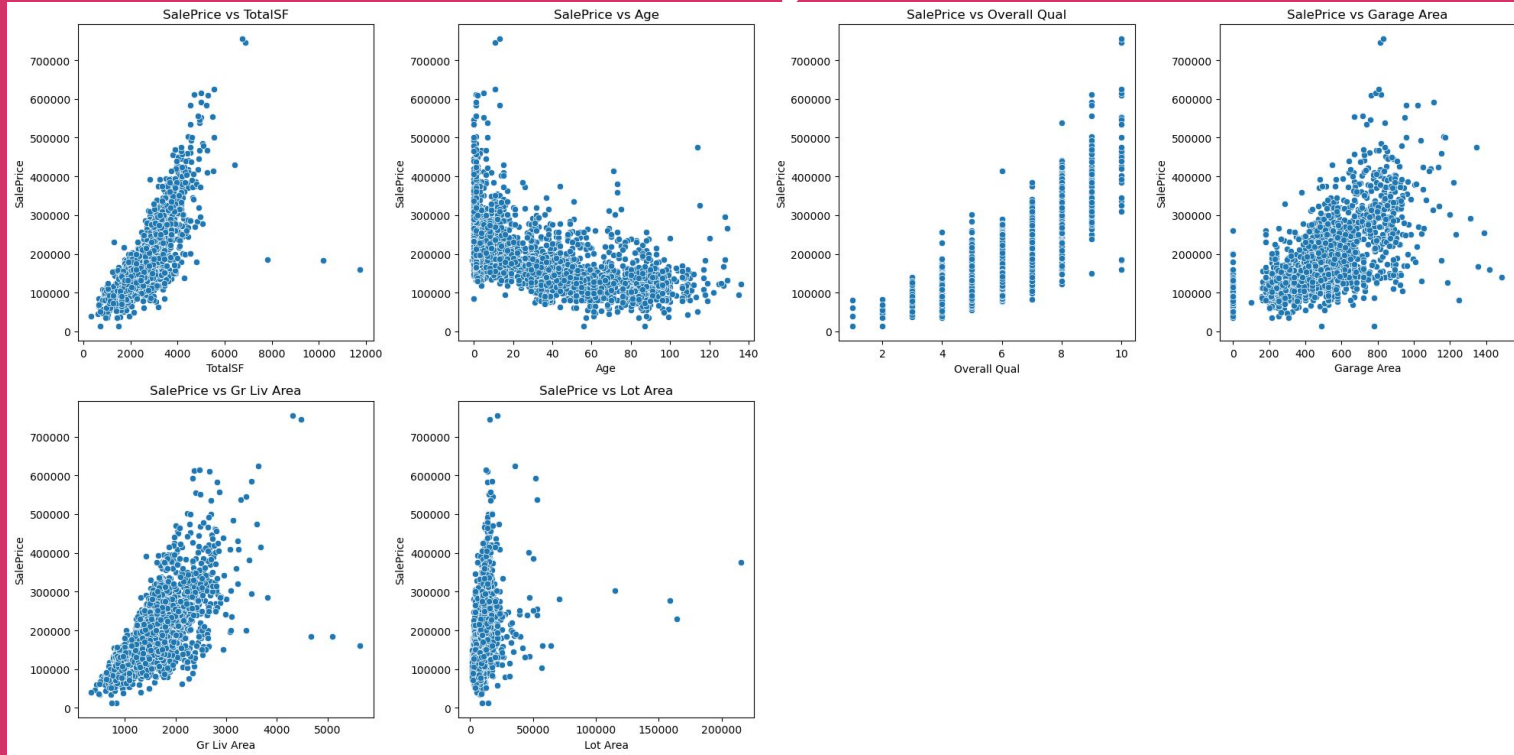 SalePrice vs TotalSF
SalePrice
700000
600000
500000
400000
300000
200000
100000
0
0 2000 4000 6000 8000 10000 12000
TotalSF
SalePrice vs Age
SalePrice
700000
600000
500000
400000
300000
200000
100000
0
0 20 40 60 80 100 120 140
Age
SalePrice vs Overall Qual
SalePrice
700000
600000
500000
400000
300000
200000
100000
0
2 4 6 8 10
Overall Qual
SalePrice vs Garage Area
SalePrice
700000
600000
500000
400000
300000
200000
100000
0
0 200 400 600 800 1000 1200 1400
Garage Area
SalePrice vs Gr Liv Area
SalePrice
700000
600000
500000
400000
300000
200000
100000
0
1000 2000 3000 4000 5000
Gr Liv Area
SalePrice vs Lot Area
SalePrice
700000
600000
500000
400000
300000
200000
100000
0
0 50000 100000 150000 200000
Lot Area